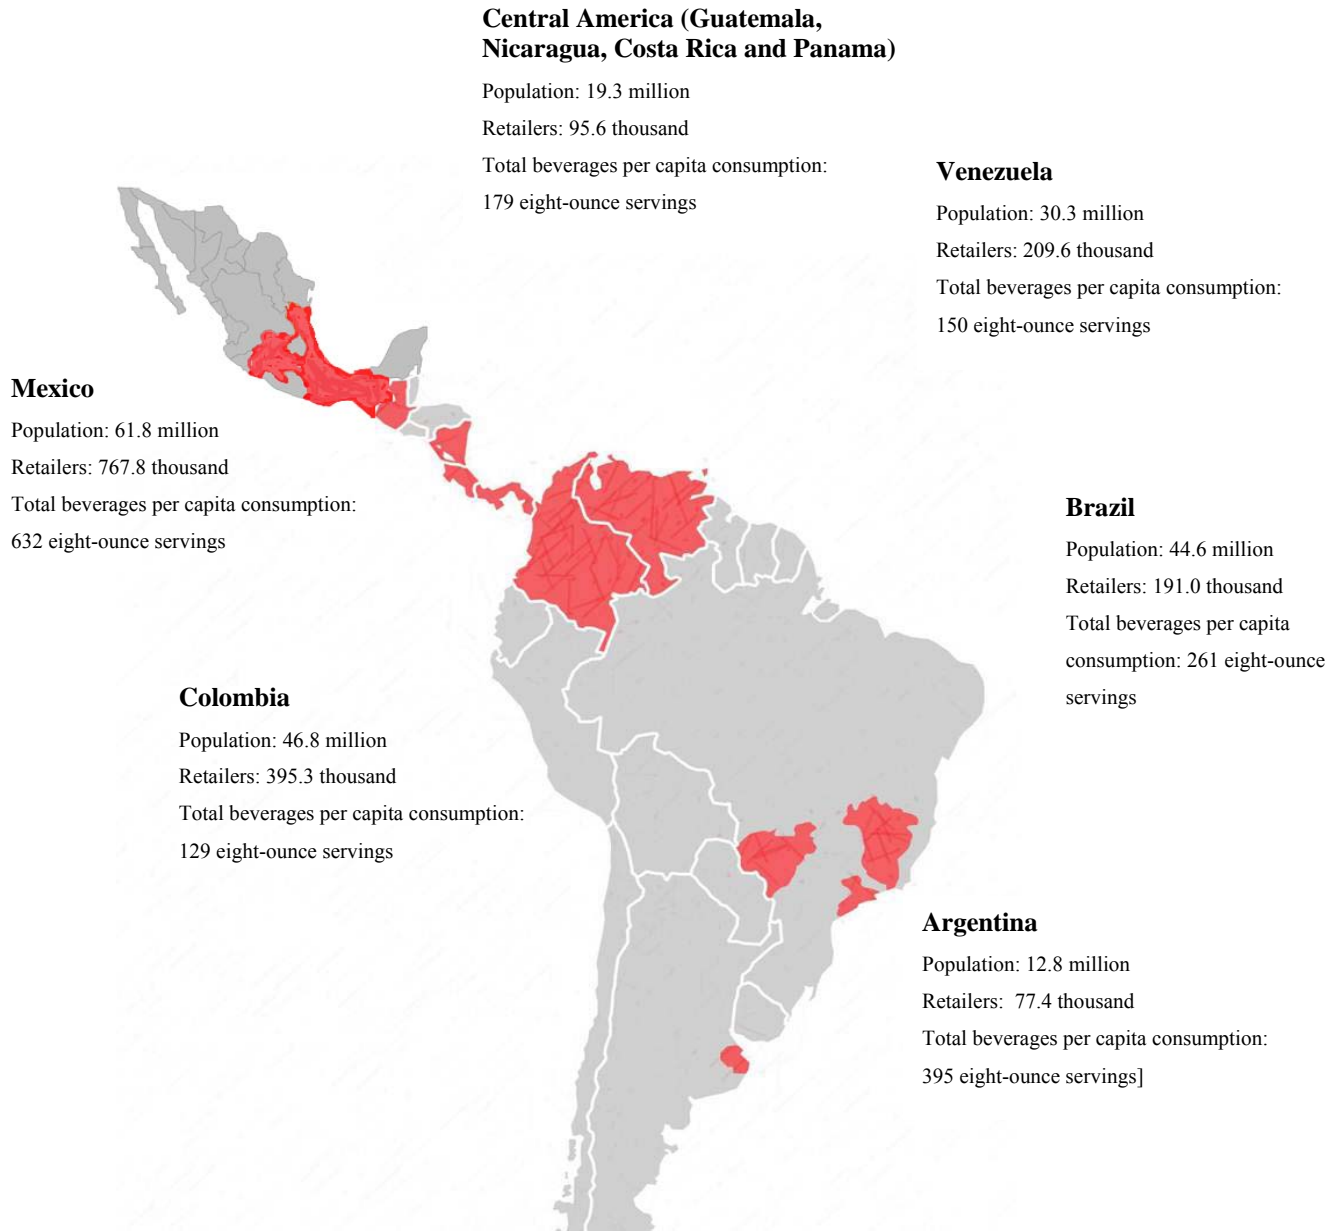 Central America (Guatemala,
Nicaragua, Costa Rica and Panama)
Population: 19.3 million
Retailers: 95.6 thousand
Total beverages per capita consumption:
179 eight-ounce servings
Venezuela
Population: 30.3 million
Retailers: 209.6 thousand
Total beverages per capita consumption:
150 eight-ounce servings
Mexico
Population: 61.8 million
Retailers: 767.8 thousand
Total beverages per capita consumption:
632 eight-ounce servings
Brazil
Population: 44.6 million
Retailers: 191.0 thousand
Total beverages per capita
consumption: 261 eight-ounce
servings
Colombia
Population: 46.8 million
Retailers: 395.3 thousand
Total beverages per capita consumption:
129 eight-ounce servings
Argentina
Population: 12.8 million
Retailers:  77.4 thousand
Total beverages per capita consumption:
395 eight-ounce servings]